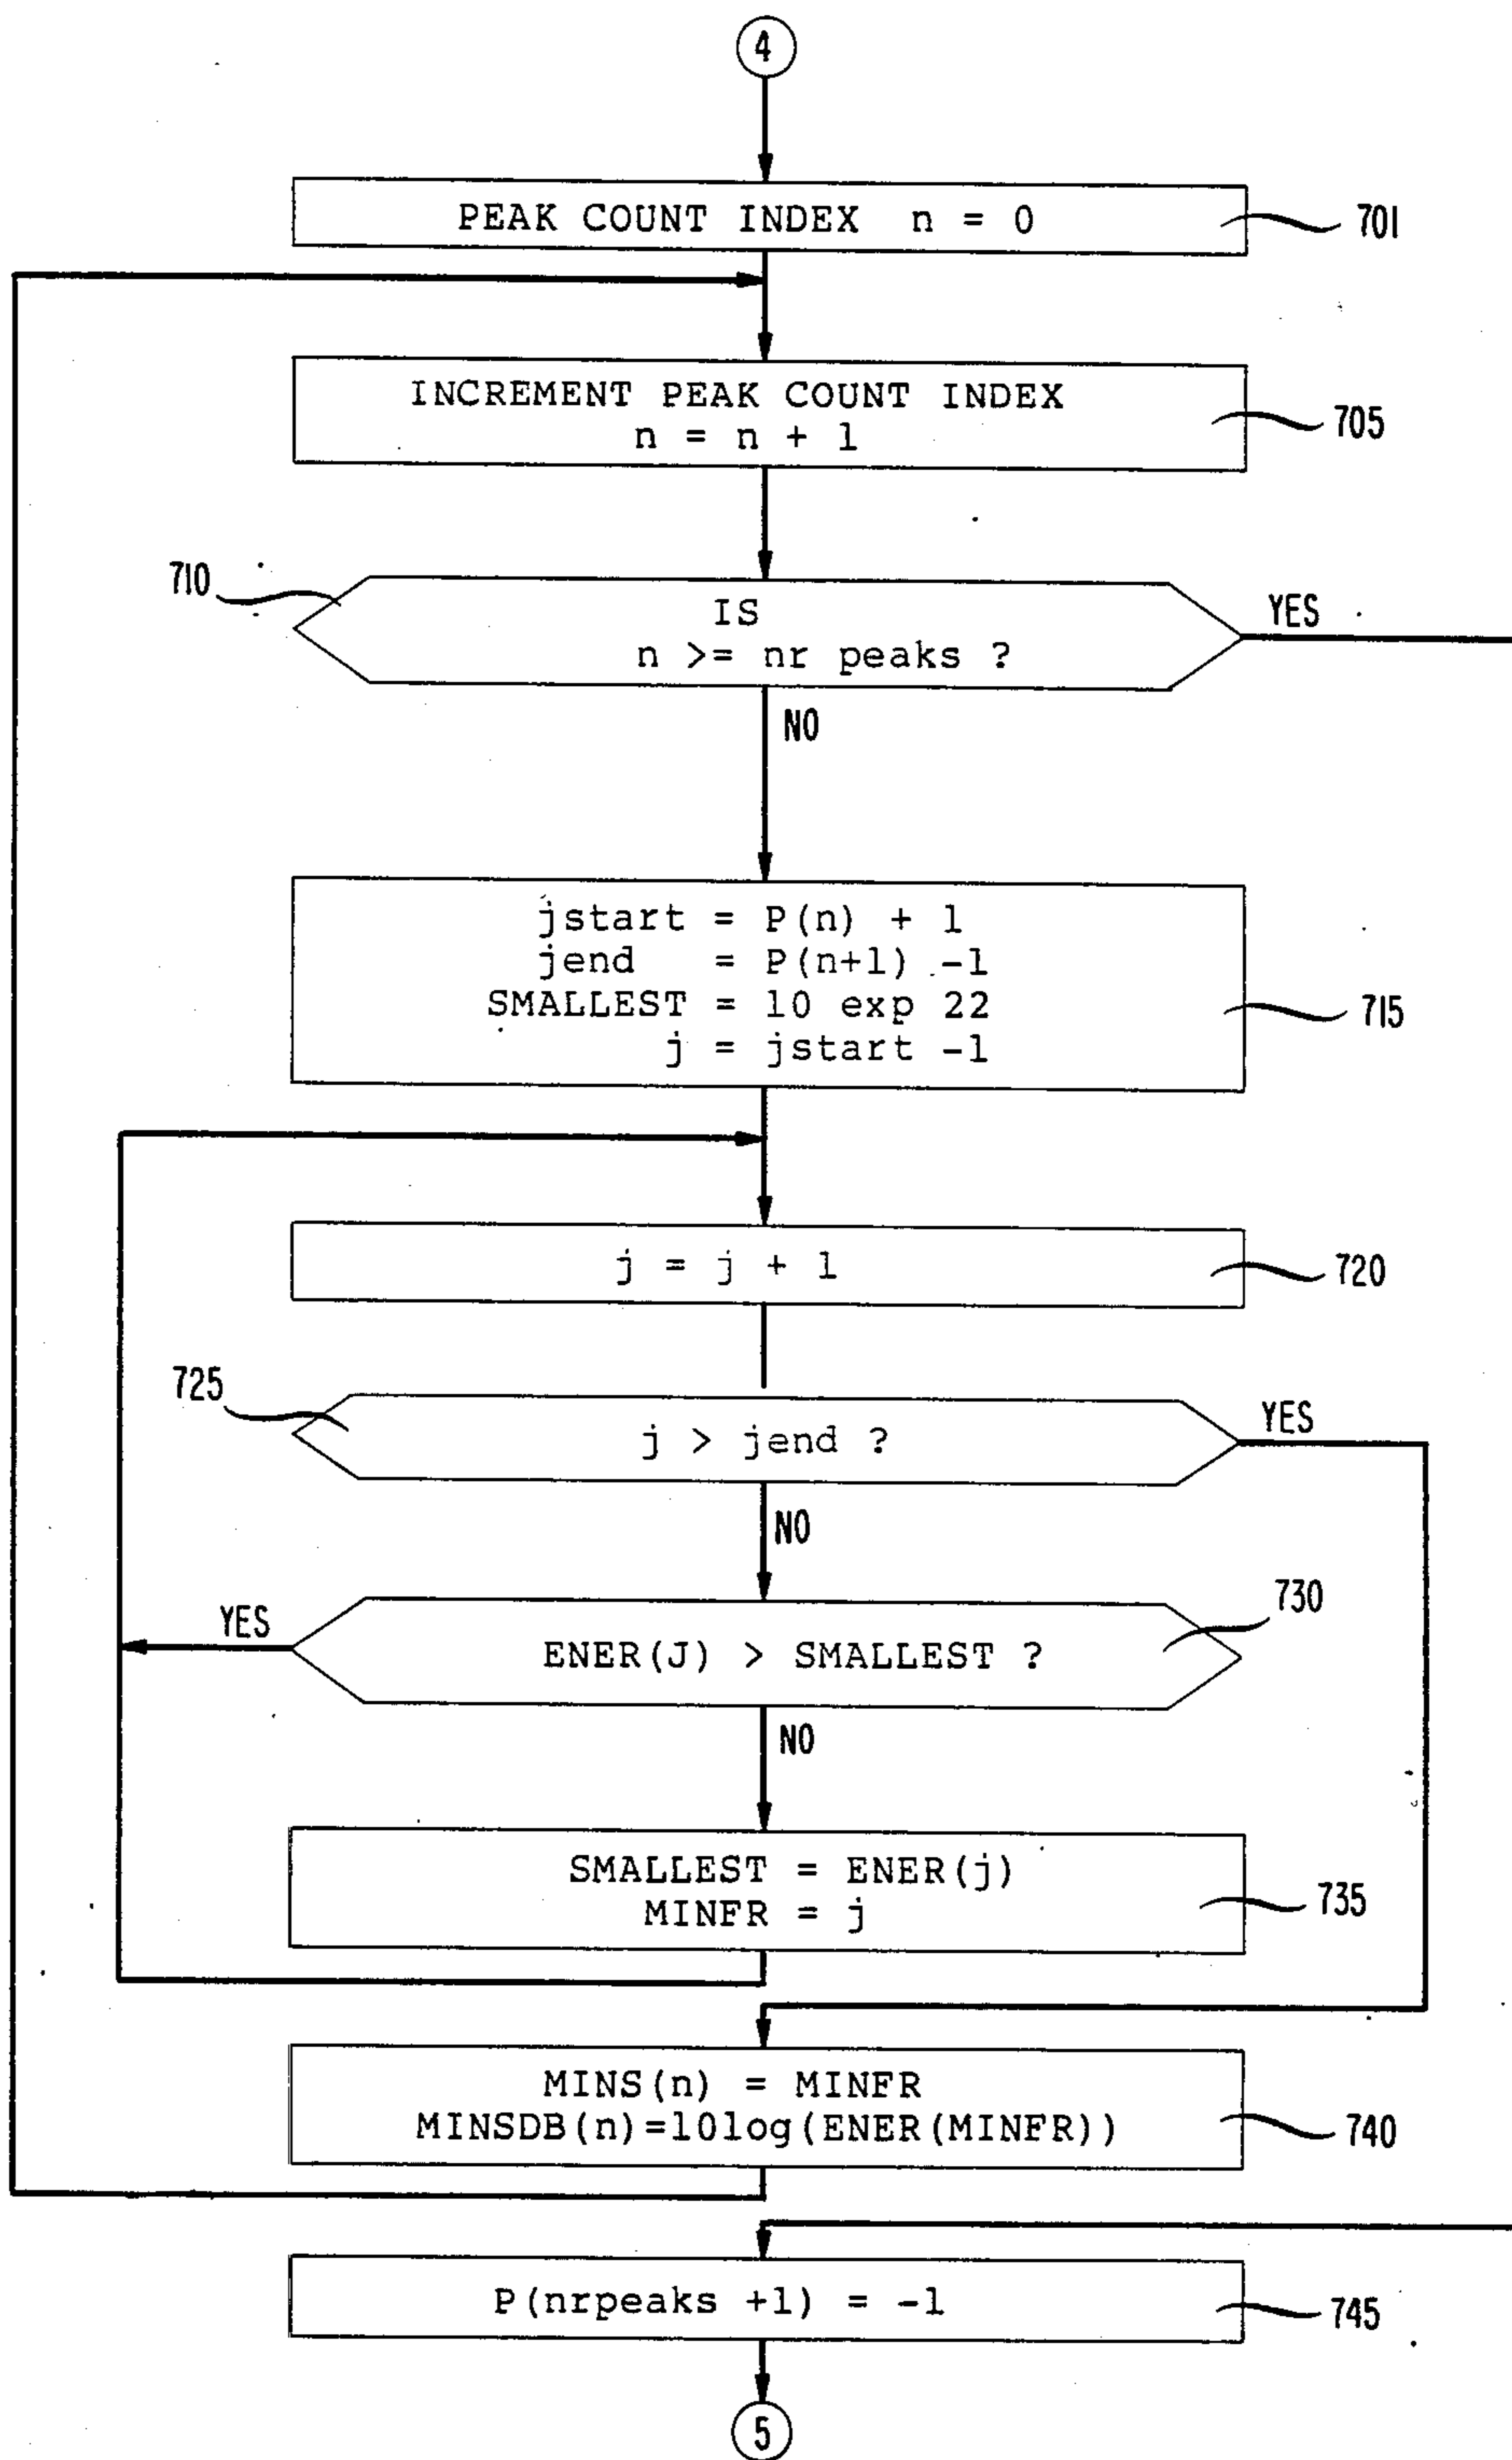 4
PEAK COUNT INDEX n = 0
701
INCREMENT PEAK COUNT INDEX
n = n + 1
705
710
IS
n >= nr peaks ?
YES
NO
jstart = P(n) + 1
jend = P(n+1) -1
SMALLEST = 10 exp 22
j = jstart -1
715
j = j + 1
720
725
j > jend ?
YES
NO
730
YES
ENER(J) > SMALLEST ?
NO
SMALLEST = ENER(j)
MINFR = j
735
MINS(n) = MINFR
MINSDB(n)=10log(ENER(MINFR))
740
P(nrpeaks +1) = -1
745
5